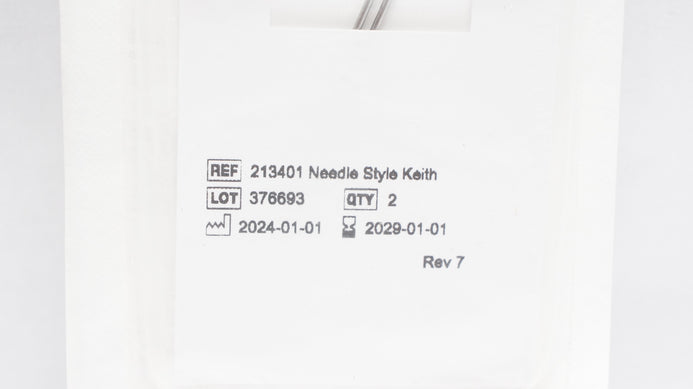 REF 213401 Needle Style Keith
LOT 376693 QTY 2
2024-01-01 2029-01-01
Rev 7